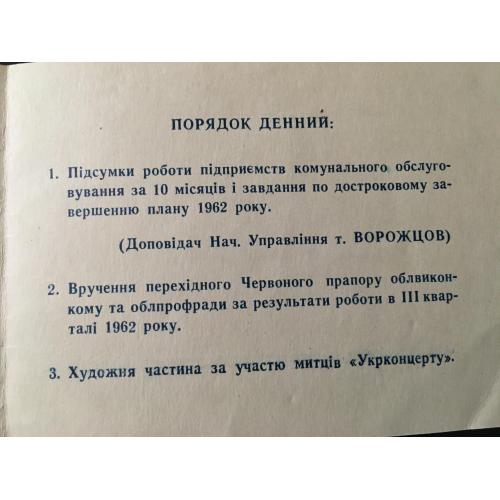 ПОРЯДОК ДЕННИЙ:
1. Підсумки роботи підприємств комунального обслуго-
вування за 10 місяців і завдання по достроковому за-
вершенню плану 1962 року.
(Доповідач Нач. Управління т. ВОРОЖЦОВ)
2. Вручення перехідного Червоного прапору облвикон-
кому та облпрофради за результати роботи в III квар-
талі 1962 року.
3. Художня частина за участю митців «Укрконцерту».